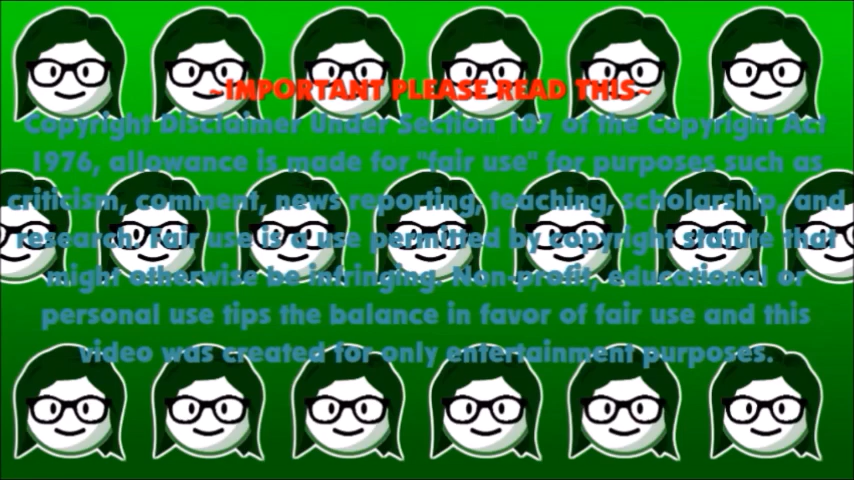 ~IMPORTANT PLEASE READ THIS~
Copyright Disclaimer Under Section 107 of the Copyright Act
1976, allowance is made for "fair use" for purposes such as
criticism, comment, news reporting, teaching, scholarship, and
research. Fair use is a use permitted by copyright statute that
might otherwise be infringing. Non-profit, educational or
personal use tips the balance in favor of fair use and this
video was created for only entertainment purposes.